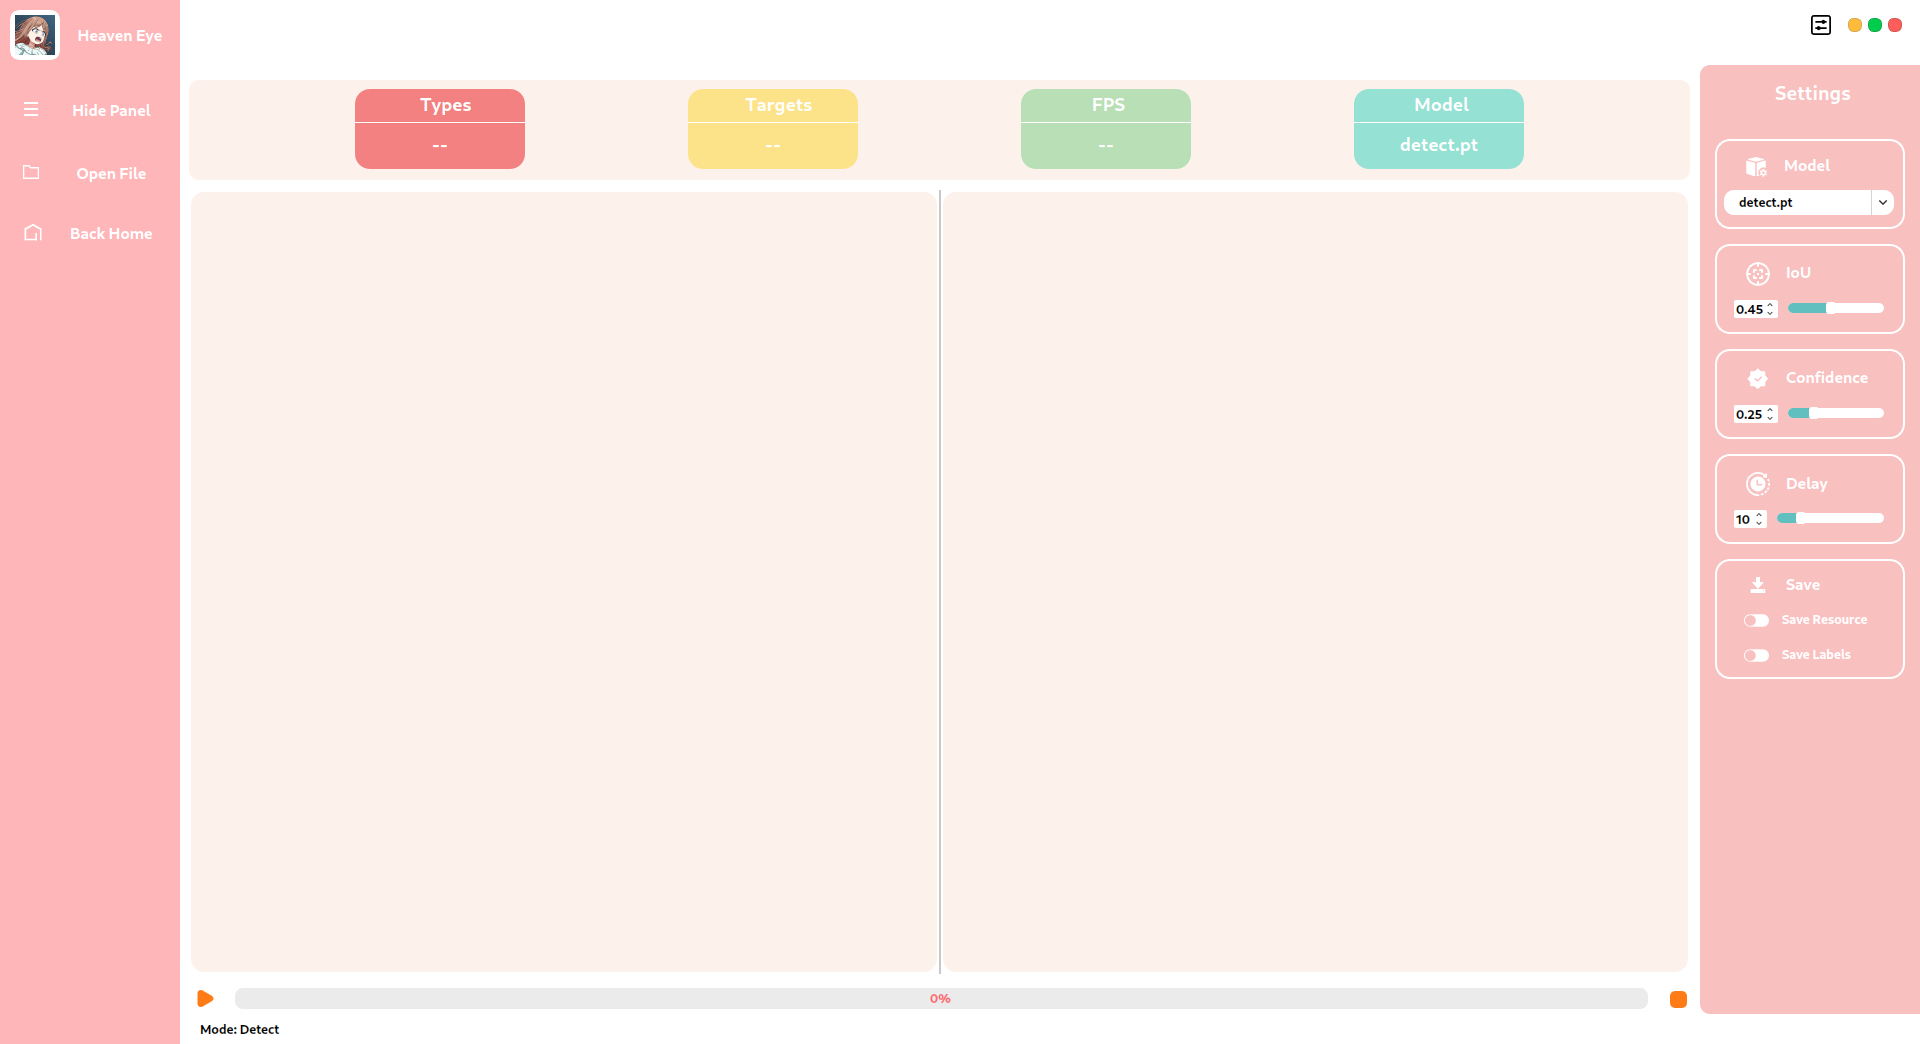 Heaven Eye
Hide Panel
Open File
Back Home
Types
--
Targets
--
FPS
--
Model
detect.pt
0%
Mode: Detect
Settings
Model
detect.pt
IoU
0.45
Confidence
0.25
Delay
10
Save
Save Resource
Save Labels